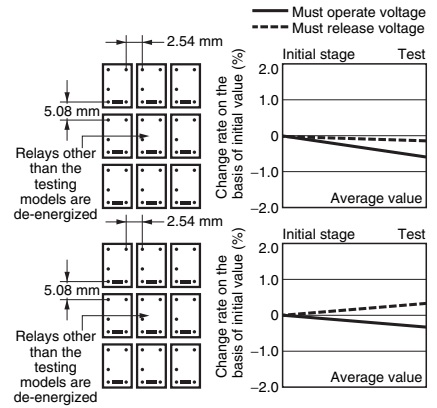 Must operate voltage
Must release voltage
2.54 mm
5.08 mm
Relays other
than the
testing
models are
de-energized
Change rate on the
basis of initial value (%)
Initial stage Test
2.0
1.0
0
−1.0
−2.0
Average value
2.54 mm
5.08 mm
Relays other
than the
testing
models are
de-energized
Change rate on the
basis of initial value (%)
Initial stage Test
2.0
1.0
0
−1.0
−2.0
Average value